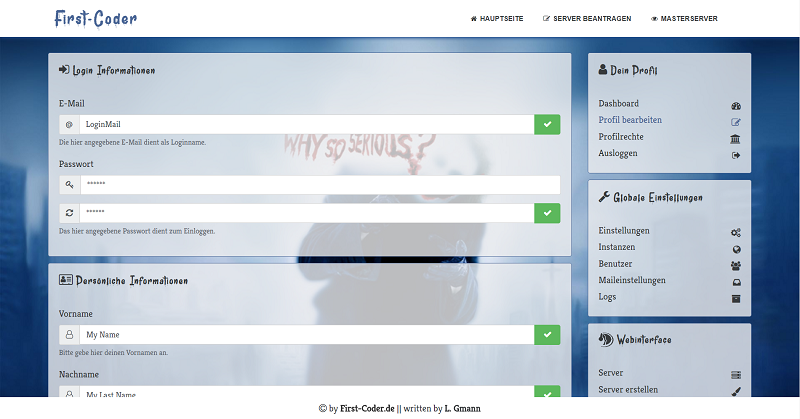 First-Coder
HAUPTSEITE
SERVER BEANTRAGEN
MASTERSERVER
Login Informationen
E-Mail
@ LoginMail
Die hier angegebene E-Mail dient als Loginname.
Passwort
******
******
Das hier angegebene Passwort dient zum Einloggen.
WHY SO SERIOUS?
Persönliche Informationen
Vorname
My Name
Bitte gebe hier deinen Vornamen an.
Nachname
My Last Name
Dein Profil
Dashboard
Profil bearbeiten
Profilrechte
Ausloggen
Globale Einstellungen
Einstellungen
Instanzen
Benutzer
Maileinstellungen
Logs
Webinterface
Server
Server erstellen
© by First-Coder.de || written by L. Gmann